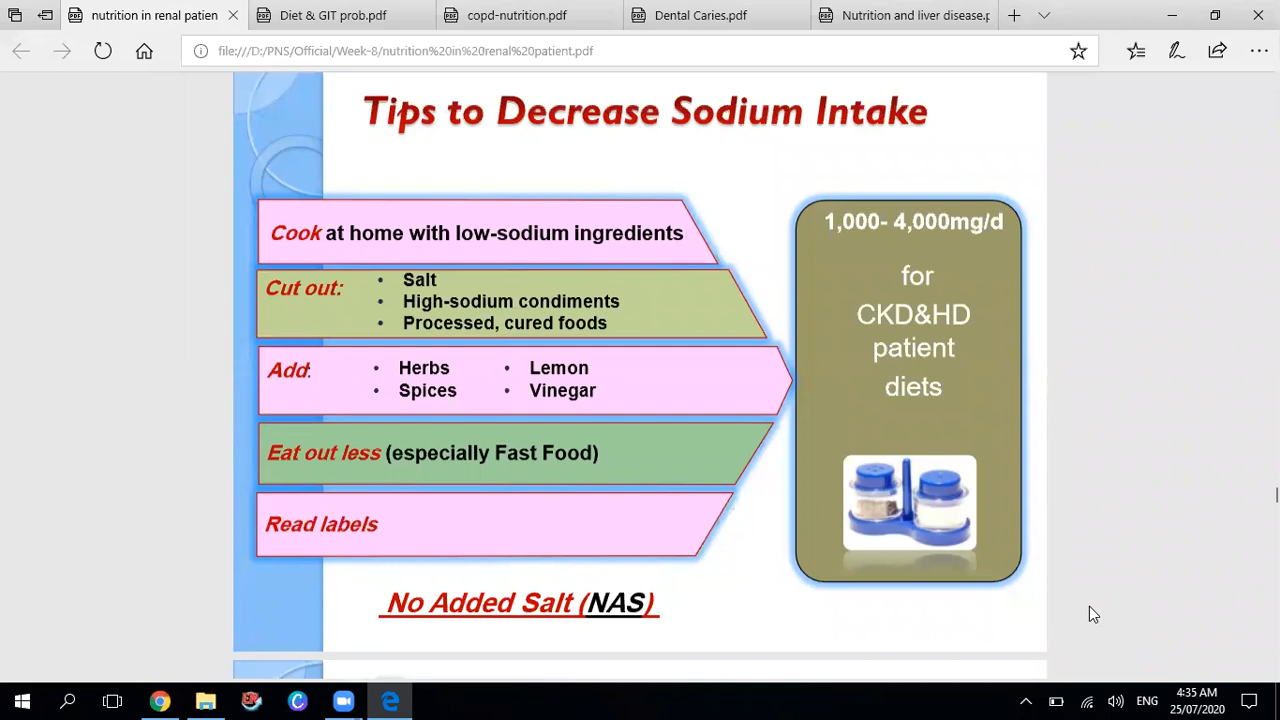 nutrition in renal patien
Diet & GIT prob.pdf
copd-nutrition.pdf
Dental Caries.pdf
Nutrition and liver disease.p
file:///D:/PNS/Official/Week-8/nutrition%20in%20renal%20patient.pdf
Tips to Decrease Sodium Intake
Cook at home with low-sodium ingredients
Cut out:
• Salt
• High-sodium condiments
• Processed, cured foods
Add:
• Herbs • Lemon
• Spices • Vinegar
Eat out less (especially Fast Food)
Read labels
No Added Salt (NAS)
1,000- 4,000mg/d
for
CKD&HD
patient
diets
ENG
4:35 AM
25/07/2020